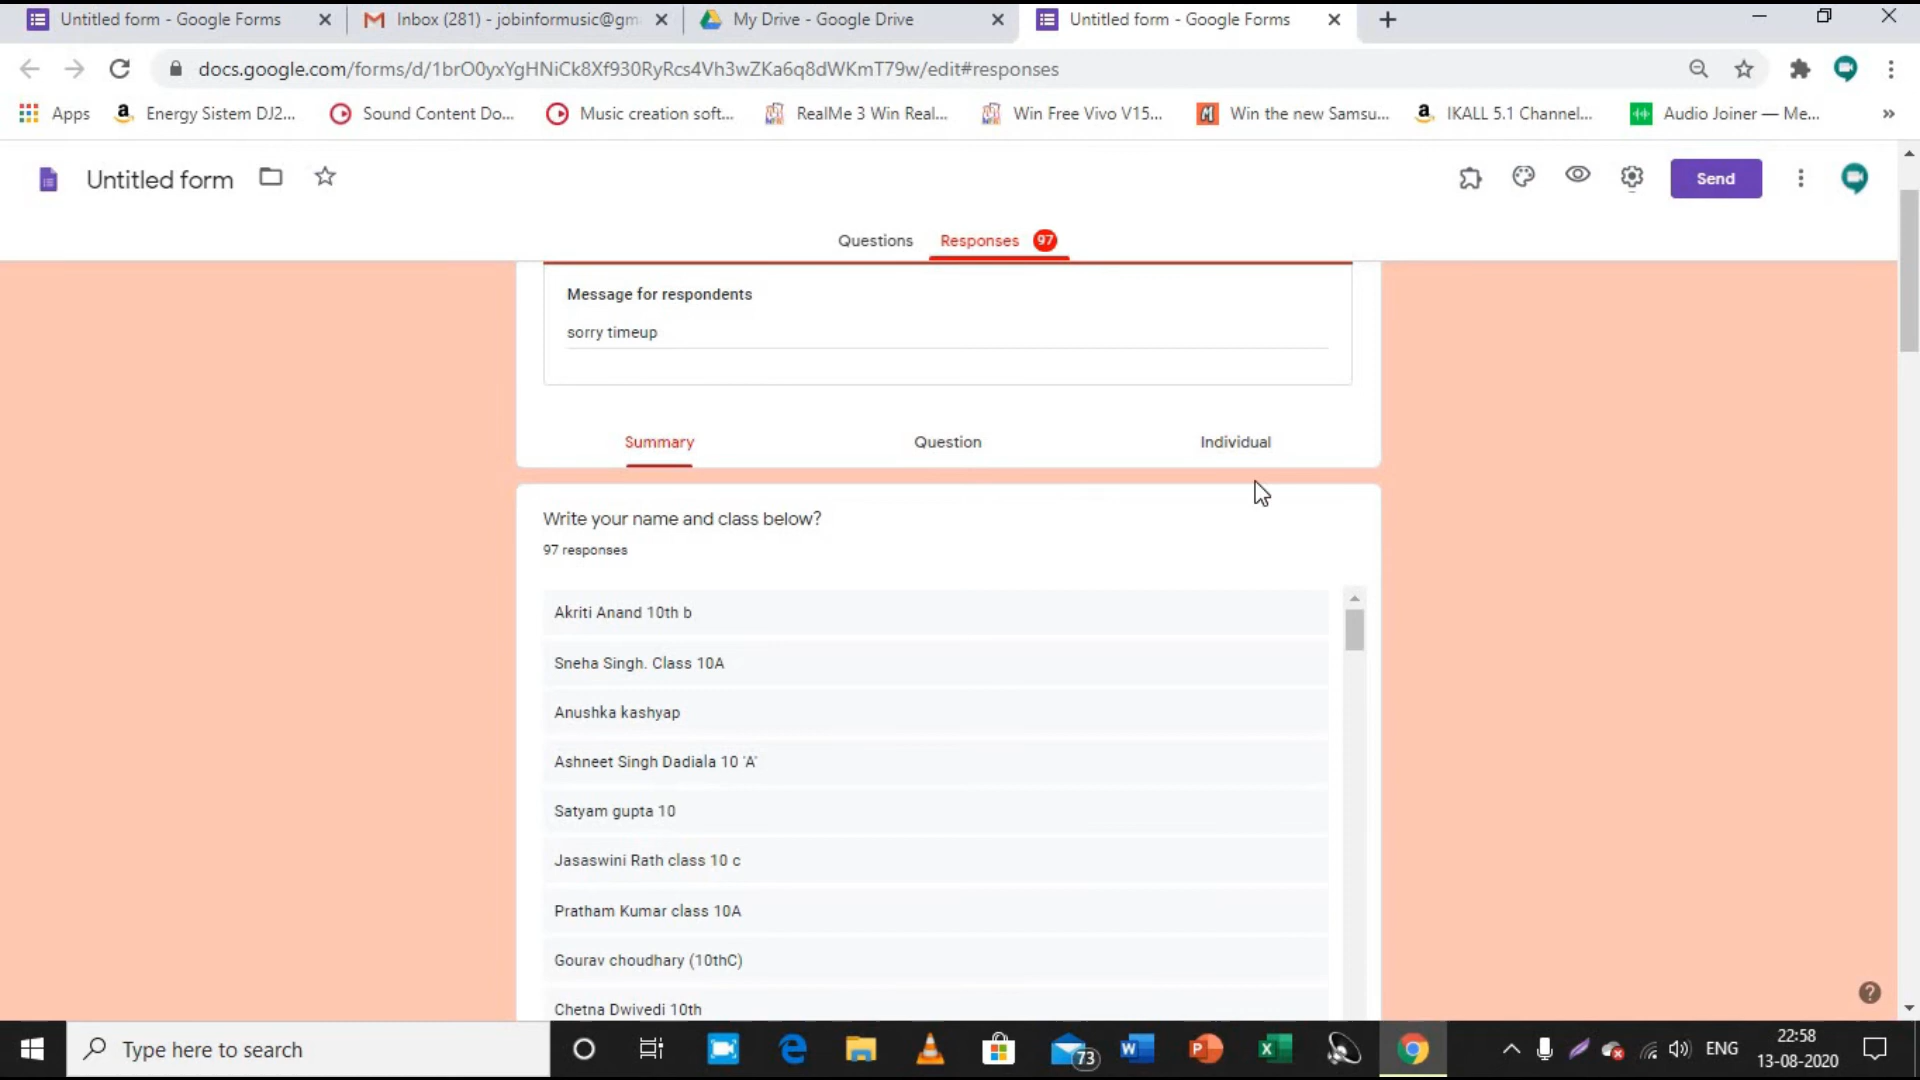 Untitled form - Google Forms
Inbox (281) - jobinformusic@gm
My Drive - Google Drive
Untitled form - Google Forms
docs.google.com/forms/d/1brO0yxYgHNiCk8Xf930RyRcs4Vh3wZKa6q8dWKmT79w/edit#responses
Apps
Energy Sistem DJ2...
Sound Content Do...
Music creation soft...
RealMe 3 Win Real...
Win Free Vivo V15...
Win the new Samsu...
IKALL 5.1 Channel...
Audio Joiner — Me...
»
Untitled form
Send
Questions
Responses 97
Message for respondents
sorry timeup
Summary
Question
Individual
Write your name and class below?
97 responses
Akriti Anand 10th b
Sneha Singh. Class 10A
Anushka kashyap
Ashneet Singh Dadiala 10 'A'
Satyam gupta 10
Jasaswini Rath class 10 c
Pratham Kumar class 10A
Gourav choudhary (10thC)
Chetna Dwivedi 10th
Type here to search
73
ENG
22:58
13-08-2020